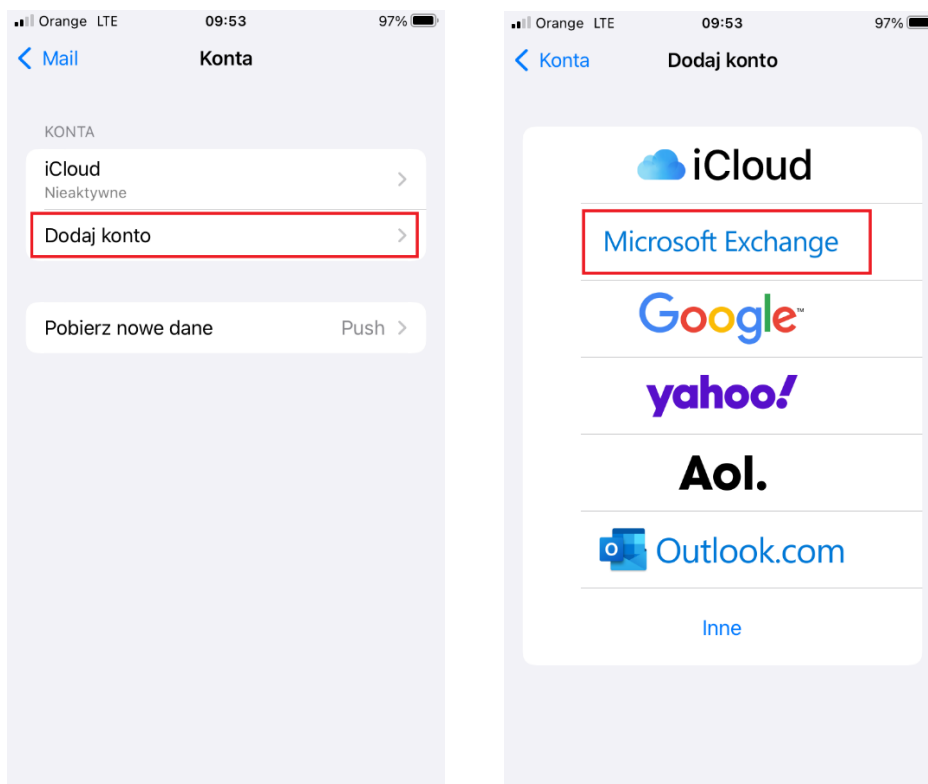 Orange LTE 09:53 97%
Mail Konta
KONTA
iCloud
Nieaktywne
Dodaj konto
Pobierz nowe dane Push
Orange LTE 09:53 97%
Konta Dodaj konto
iCloud
Microsoft Exchange
Google™
yahoo!
Aol.
O Outlook.com
Inne